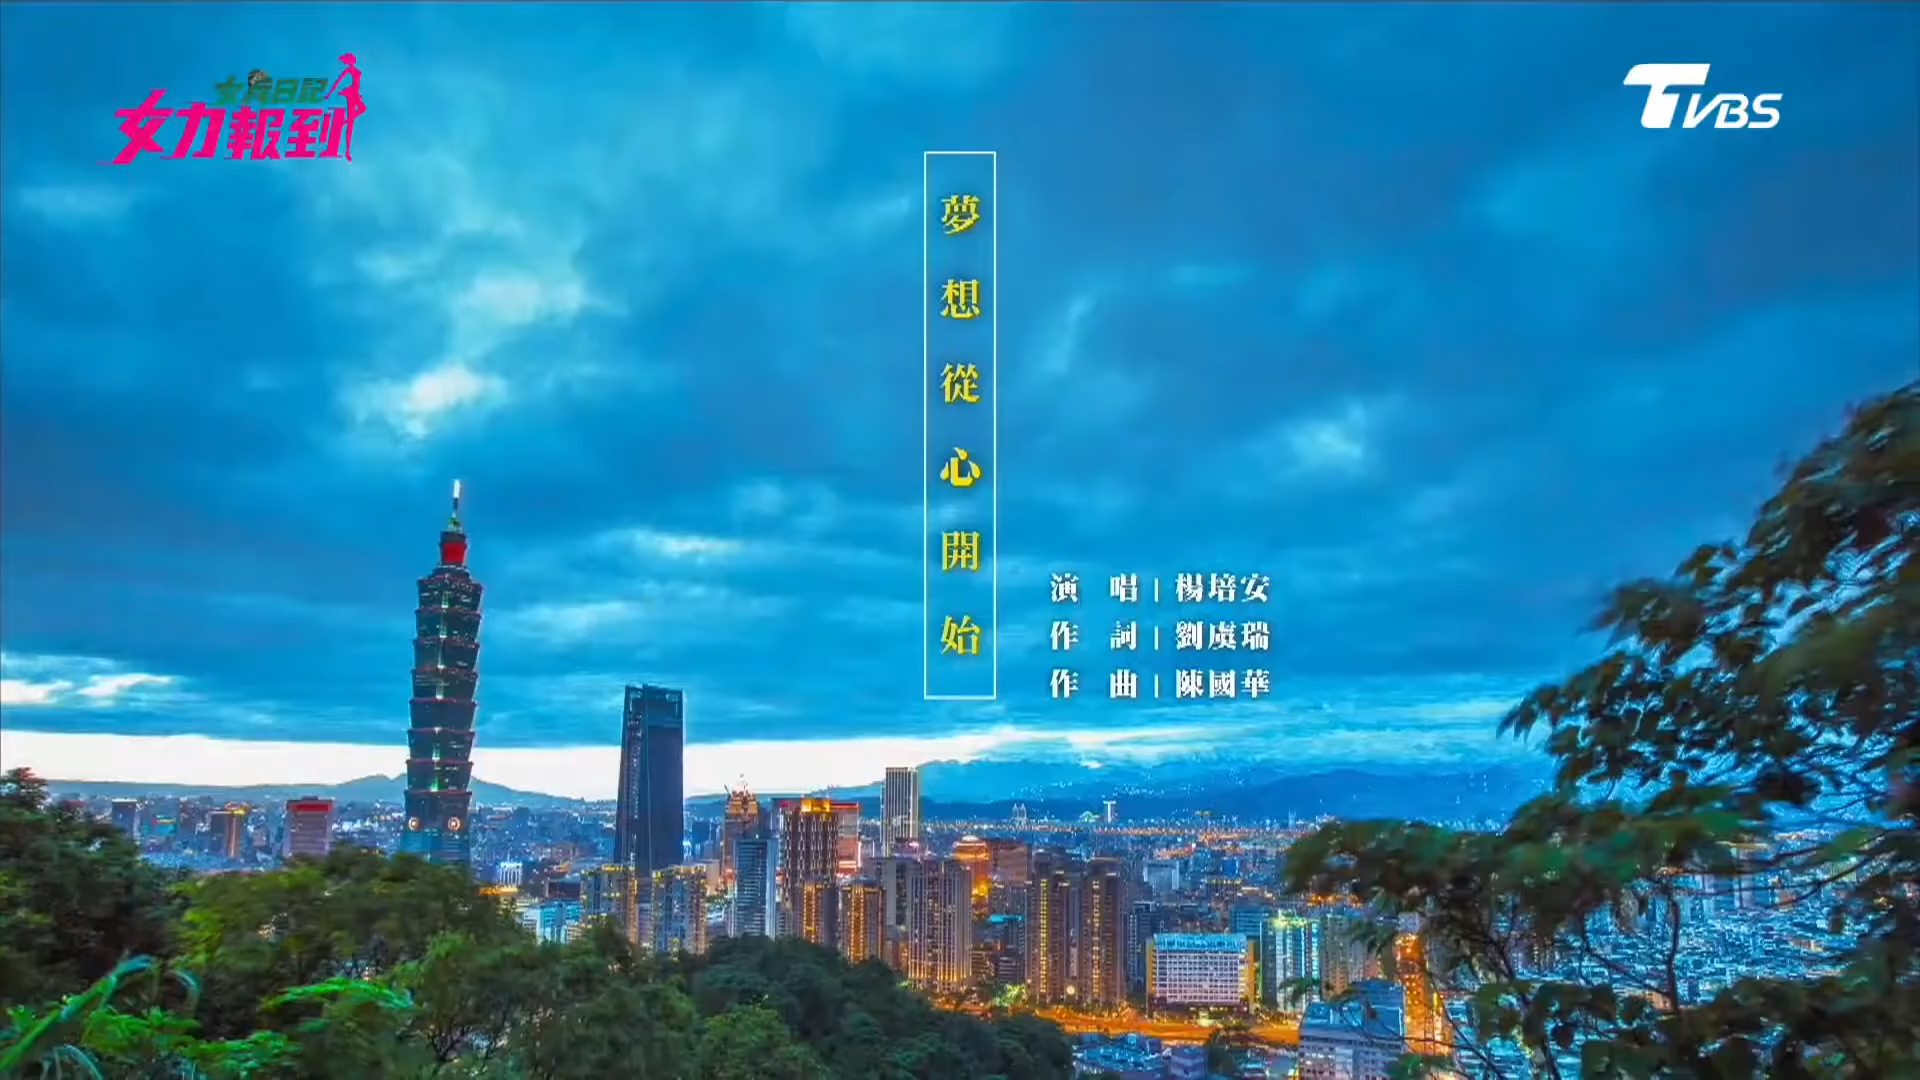 女兵日記
女力報到
TVBS
夢想從心開始
演 唱 | 楊培安
作 詞 | 劉虞瑞
作 曲 | 陳國華